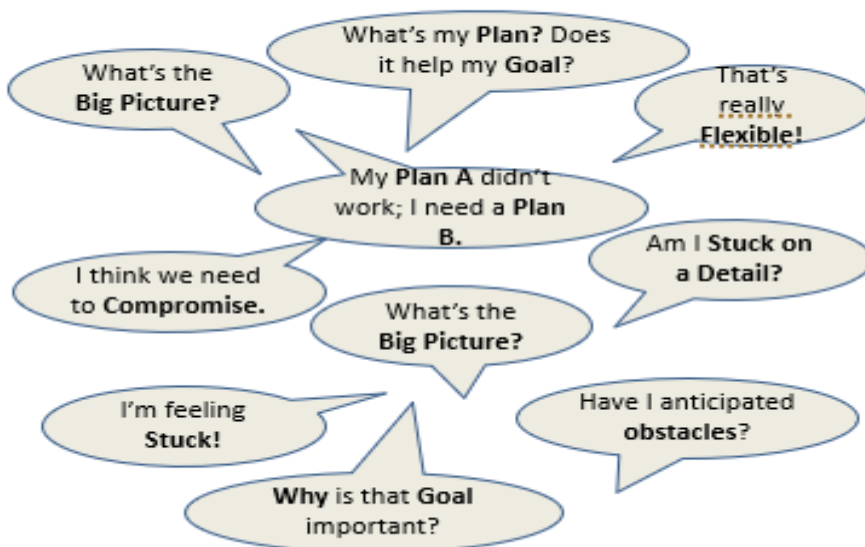 What's my Plan? Does
it help my Goal?
What's the
Big Picture?
That's
really
Flexible!
My Plan A didn't
work; I need a Plan
B.
Am I Stuck on
a Detail?
I think we need
to Compromise.
What's the
Big Picture?
I'm feeling
Stuck!
Have I anticipated
obstacles?
Why is that Goal
important?